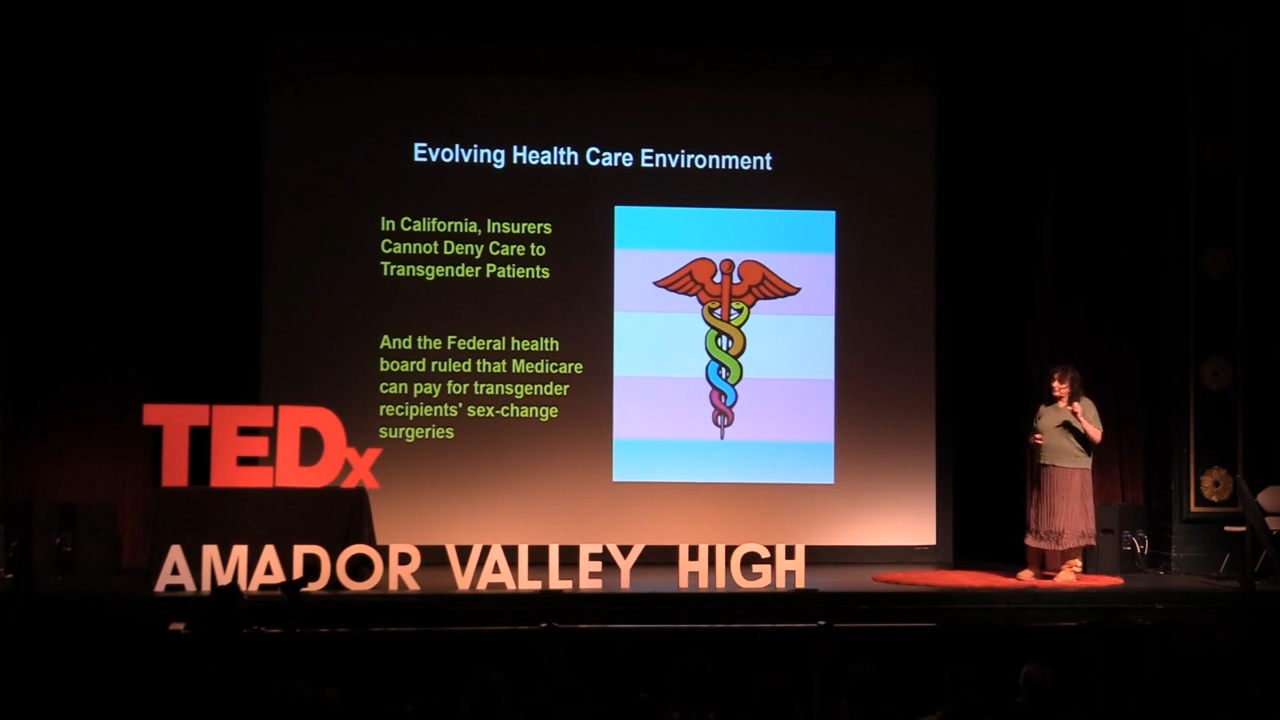 Evolving Health Care Environment
In California, Insurers
Cannot Deny Care to
Transgender Patients
And the Federal health
board ruled that Medicare
can pay for transgender
recipients' sex-change
surgeries
TEDx
AMADOR VALLEY HIGH